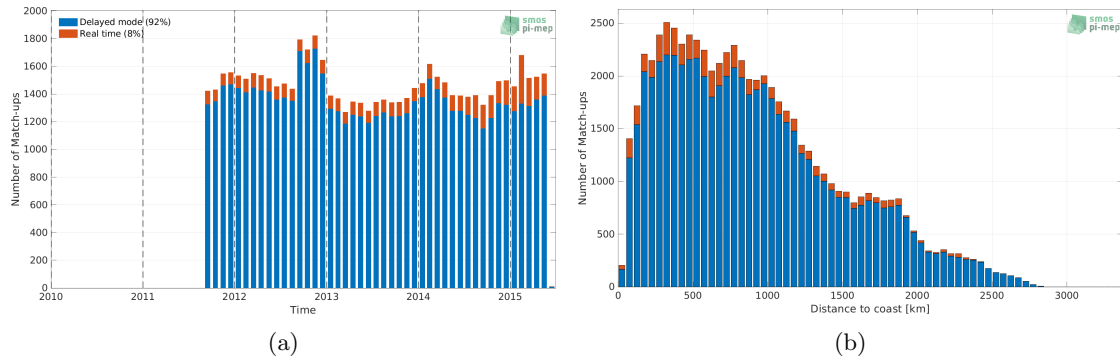 2000
1800
1600
1400
1200
1000
800
600
400
200
0
Number of Match-ups
Delayed mode (92%)
Real time (8%)
smos
pi-mep
2010
2011
2012
2013
2014
2015
Time
(a)
2500
2000
1500
1000
500
0
Number of Match-ups
smos
pi-mep
0
500
1000
1500
2000
2500
3000
Distance to coast [km]
(b)